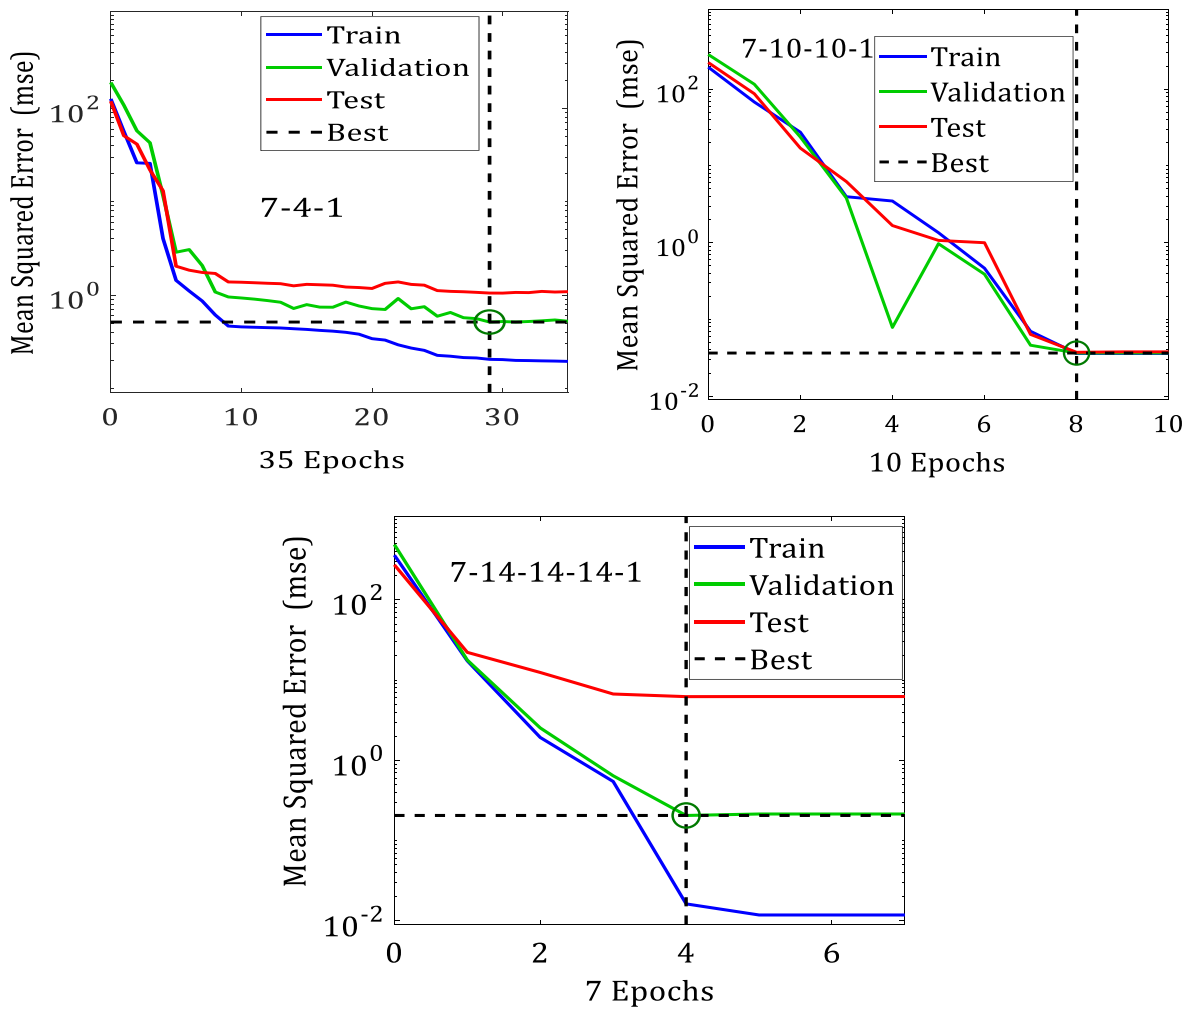 Mean Squared Error (mse)
10^2
10^0
Train
Validation
Test
Best
7-4-1
0 10 20 30
35 Epochs
Mean Squared Error (mse)
10^2
10^0
10^-2
7-10-10-1
Train
Validation
Test
Best
0 2 4 6 8 10
10 Epochs
Mean Squared Error (mse)
10^2
10^0
10^-2
7-14-14-14-1
Train
Validation
Test
Best
0 2 4 6
7 Epochs